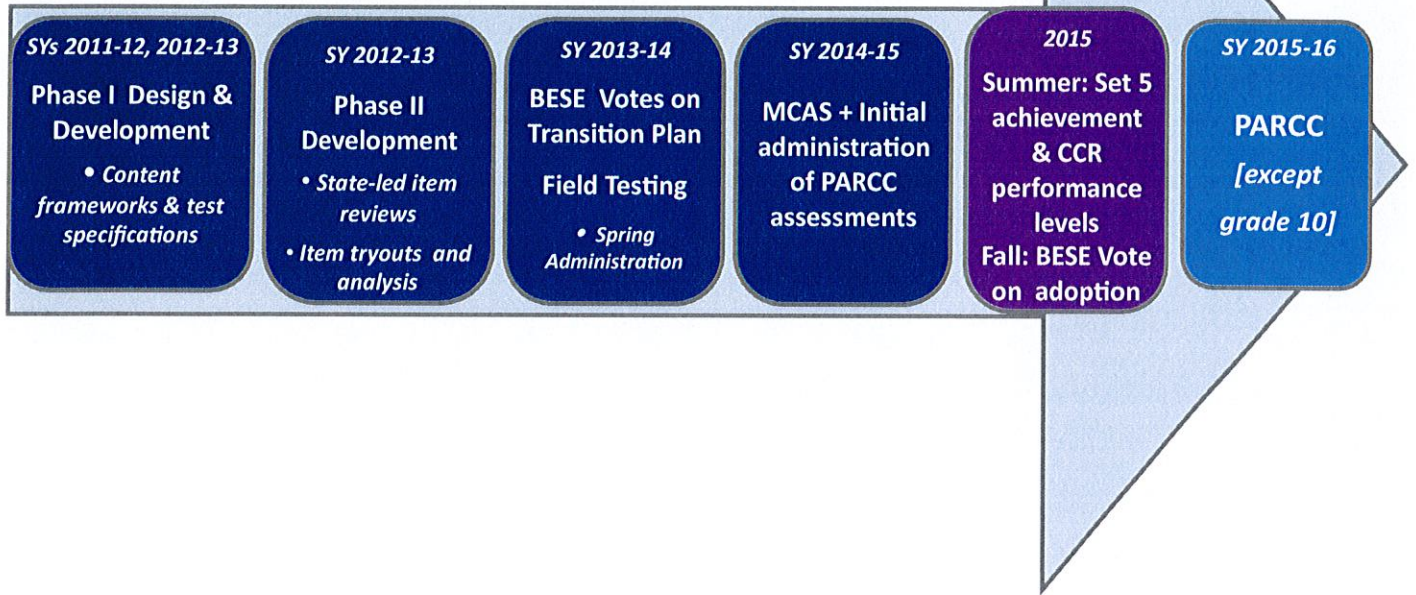 SYs 2011-12, 2012-13
Phase I Design &
Development
• Content
frameworks & test
specifications
SY 2012-13
Phase II
Development
• State-led item
reviews
• Item tryouts and
analysis
SY 2013-14
BESE Votes on
Transition Plan
Field Testing
• Spring
Administration
SY 2014-15
MCAS + Initial
administration
of PARCC
assessments
2015
Summer: Set 5
achievement
& CCR
performance
levels
Fall: BESE Vote
on adoption
SY 2015-16
PARCC
[except
grade 10]